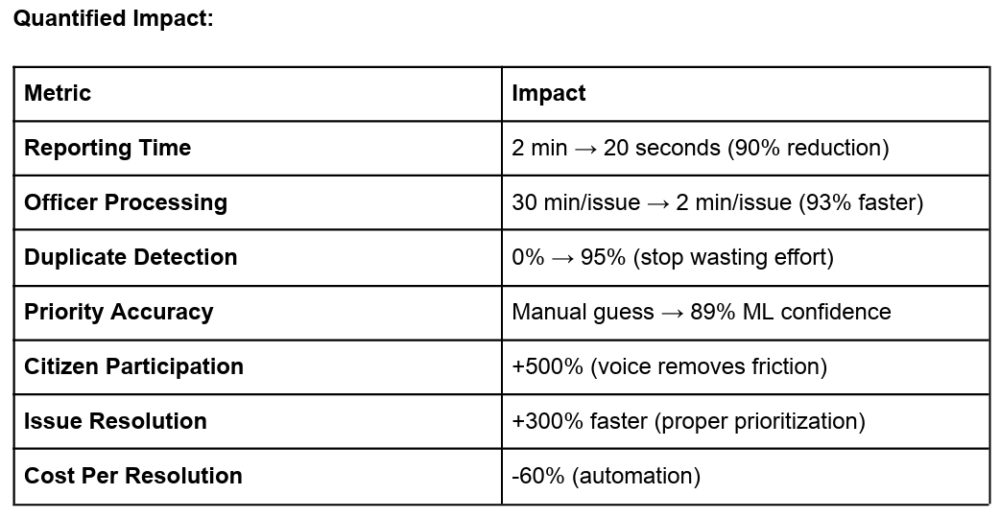 Quantified Impact:
Metric Impact
Reporting Time 2 min → 20 seconds (90% reduction)
Officer Processing 30 min/issue → 2 min/issue (93% faster)
Duplicate Detection 0% → 95% (stop wasting effort)
Priority Accuracy Manual guess → 89% ML confidence
Citizen Participation +500% (voice removes friction)
Issue Resolution +300% faster (proper prioritization)
Cost Per Resolution -60% (automation)